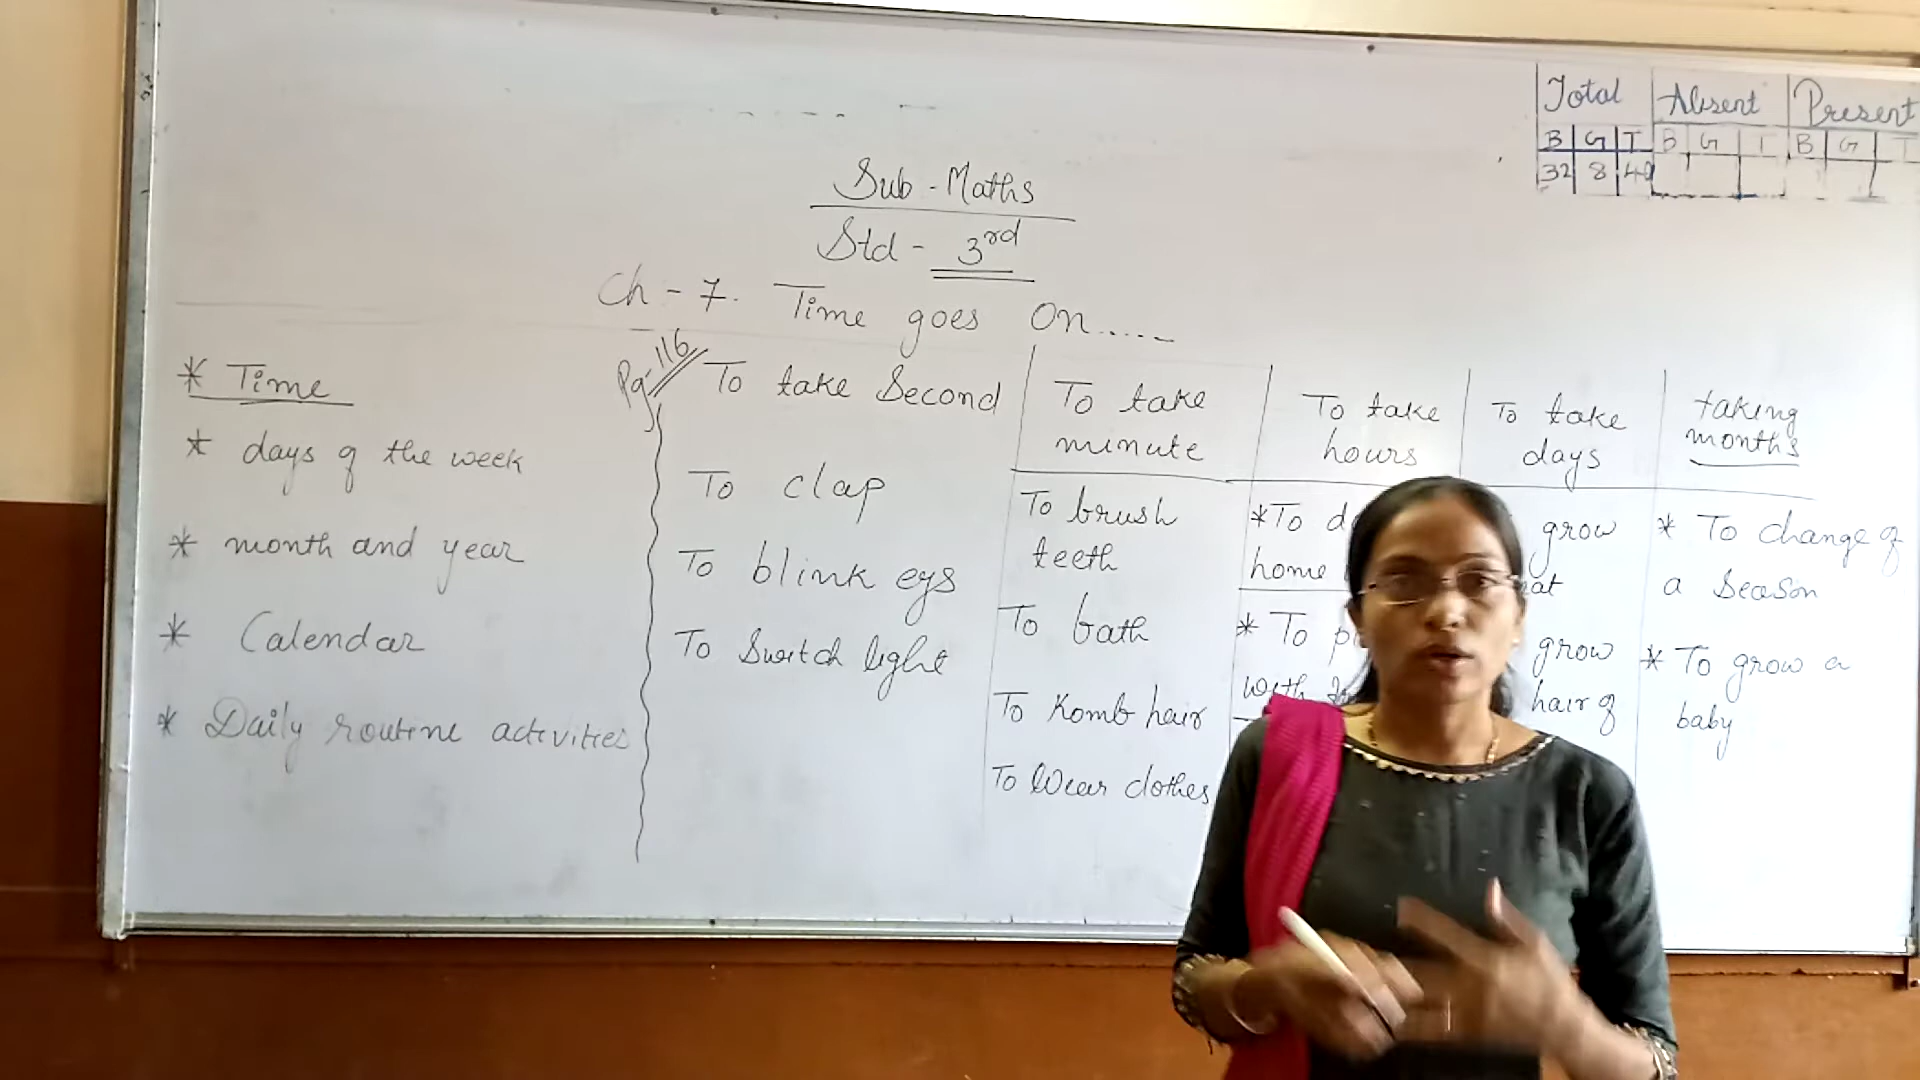 Total Absent Present
B G T B G T B G T
32 8 40
Sub - Maths
Std - 3rd
Ch - 7. Time goes On.....
* Time
* days of the week
* month and year
* Calendar
* Daily routine activities
Pg-116
To take Second
To clap
To blink eys
To Switch light
To take
minute
To brush
teeth
To bath
To Komb hair
To Wear clothes
To take
hours
*To
home
* To
To take
days
grow
grow
hair of
taking
months
* To change of
a Season
* To grow a
baby